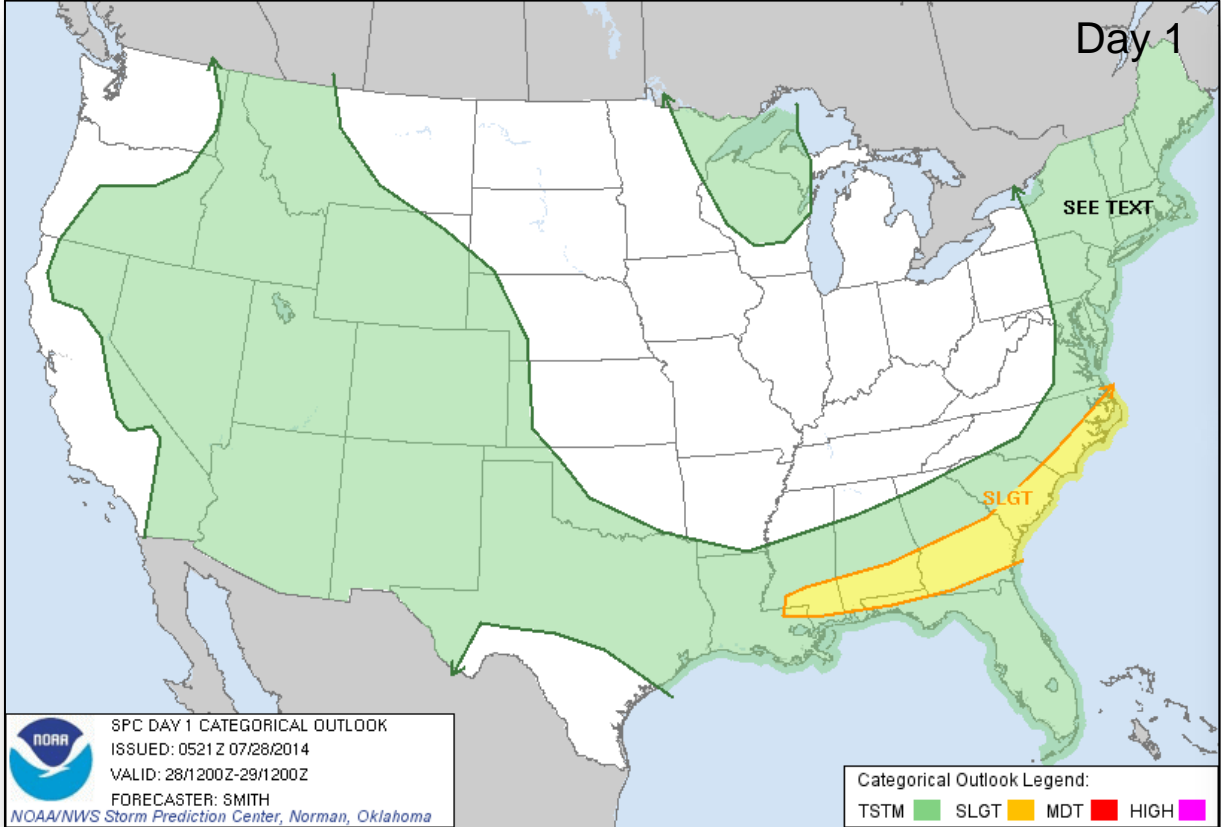 Day 1
SEE TEXT
SLGT
NOAA
SPC DAY 1 CATEGORICAL OUTLOOK
ISSUED: 0521Z 07/28/2014
VALID: 28/1200Z-29/1200Z
FORECASTER: SMITH
NOAA/NWS Storm Prediction Center, Norman, Oklahoma
Categorical Outlook Legend:
TSTM SLGT MDT HIGH